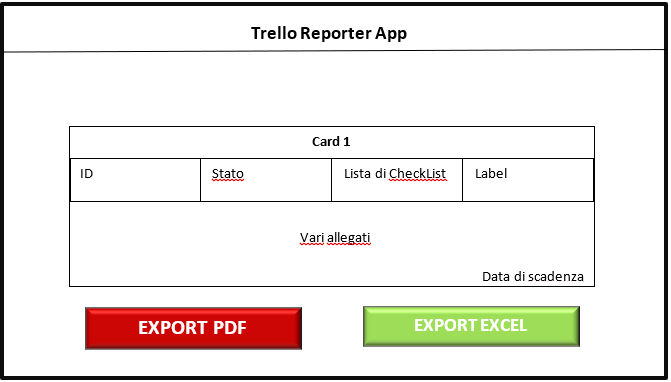 Trello Reporter App
Card 1
ID
Stato
Lista di CheckList
Label
Vari allegati
Data di scadenza
EXPORT PDF
EXPORT EXCEL